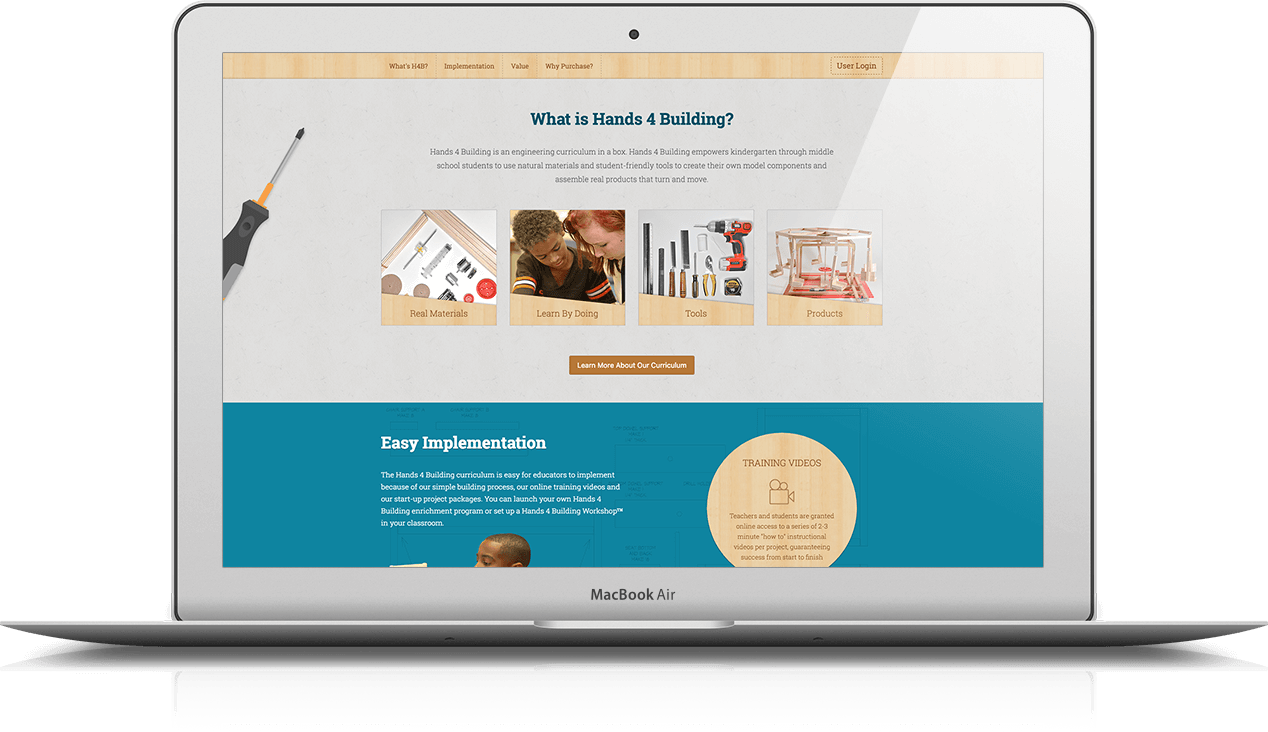 What's H4B? Implementation Value Why Purchase? User Login
What is Hands 4 Building?
Hands 4 Building is an engineering curriculum in a box. Hands 4 Building empowers kindergarten through middle
school students to use natural materials and student-friendly tools to create their own model components and
assemble real products that turn and move.
Real Materials
Learn By Doing
Tools
Products
Learn More About Our Curriculum
Easy Implementation
The Hands 4 Building curriculum is easy for educators to implement
because of our simple building process, our online training videos and
our start-up project packages. You can launch your own Hands 4
Building enrichment program or set up a Hands 4 Building Workshop™
in your classroom.
TRAINING VIDEOS
Teachers and students are granted
online access to a series of 2-3
minute "how to" instructional
videos per project, guaranteeing
success from start to finish
MacBook Air